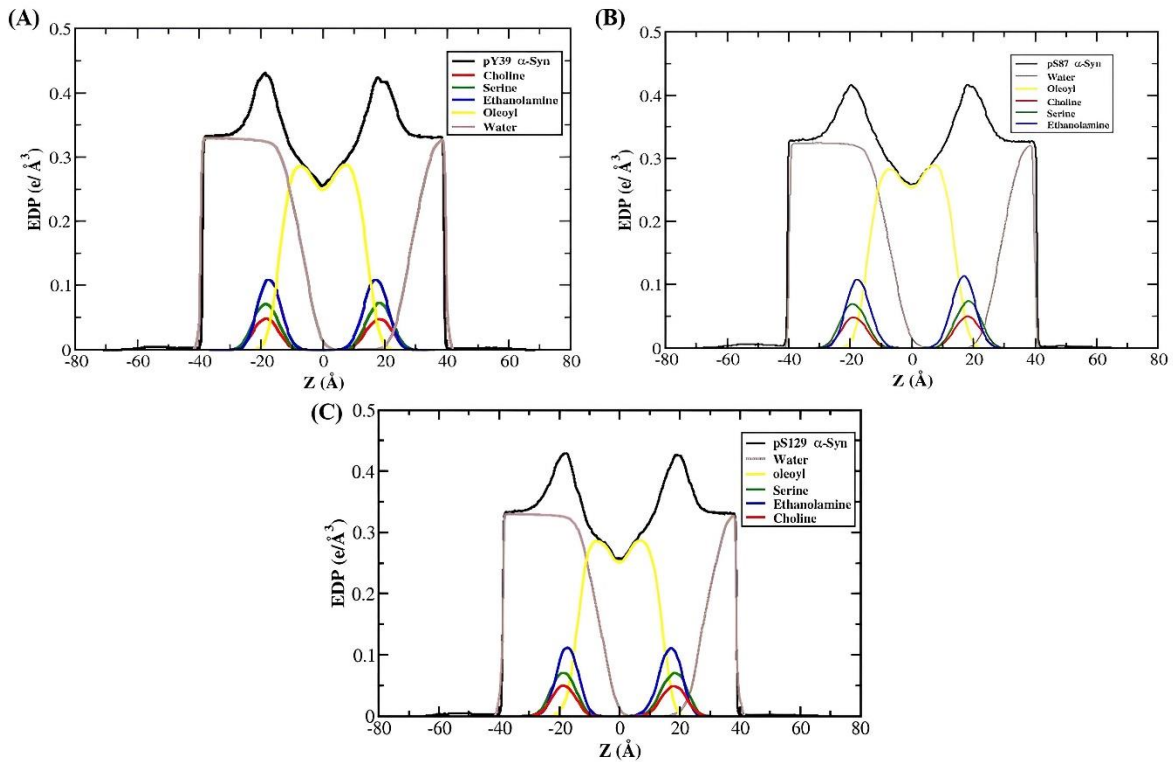 (A)
0.5
0.4
0.3
0.2
0.1
0
EDP (e/ Å³)
-80 -60 -40 -20 0 20 40 60 80
Z (Å)
pY39 α-Syn
Choline
Serine
Ethanolamine
Oleoyl
Water
(B)
0.5
0.4
0.3
0.2
0.1
0
EDP (e/ Å³)
-80 -60 -40 -20 0 20 40 60 80
Z (Å)
pS87 α-Syn
Water
Oleoyl
Choline
Serine
Ethanolamine
(C)
0.5
0.4
0.3
0.2
0.1
0
EDP (e/ Å³)
-80 -60 -40 -20 0 20 40 60 80
Z (Å)
pS129 α-Syn
Water
oleoyl
Serine
Ethanolamine
Choline